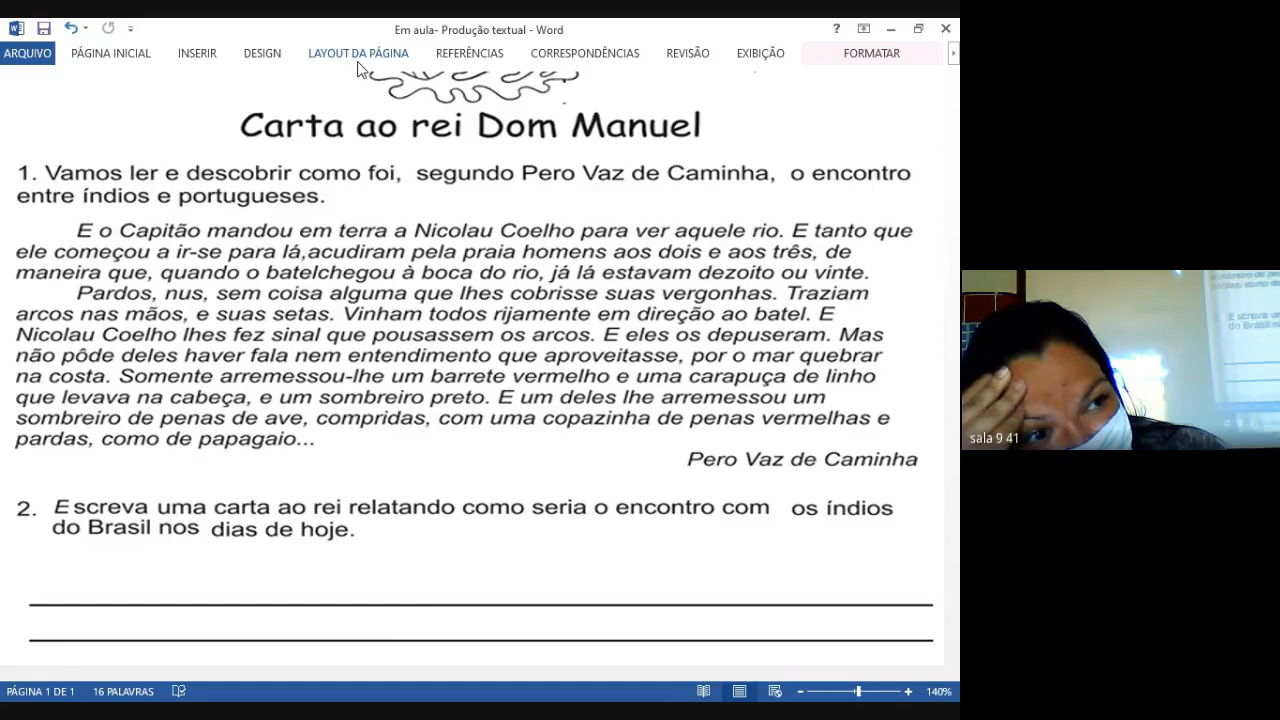 Em aula- Produção textual - Word
ARQUIVO PÁGINA INICIAL INSERIR DESIGN LAYOUT DA PÁGINA REFERÊNCIAS CORRESPONDÊNCIAS REVISÃO EXIBIÇÃO FORMATAR
Carta ao rei Dom Manuel
1. Vamos ler e descobrir como foi, segundo Pero Vaz de Caminha, o encontro
entre índios e portugueses.
E o Capitão mandou em terra a Nicolau Coelho para ver aquele rio. E tanto que
ele começou a ir-se para lá,acudiram pela praia homens aos dois e aos três, de
maneira que, quando o batelchegou à boca do rio, já lá estavam dezoito ou vinte.
Pardos, nus, sem coisa alguma que lhes cobrisse suas vergonhas. Traziam
arcos nas mãos, e suas setas. Vinham todos rijamente em direção ao batel. E
Nicolau Coelho lhes fez sinal que pousassem os arcos. E eles os depuseram. Mas
não pôde deles haver fala nem entendimento que aproveitasse, por o mar quebrar
na costa. Somente arremessou-lhe um barrete vermelho e uma carapuça de linho
que levava na cabeça, e um sombreiro preto. E um deles lhe arremessou um
sombreiro de penas de ave, compridas, com uma copazinha de penas vermelhas e
pardas, como de papagaio...
Pero Vaz de Caminha
2. Escreva uma carta ao rei relatando como seria o encontro com os índios
do Brasil nos dias de hoje.
PÁGINA 1 DE 1 16 PALAVRAS 140%
sala 9 41